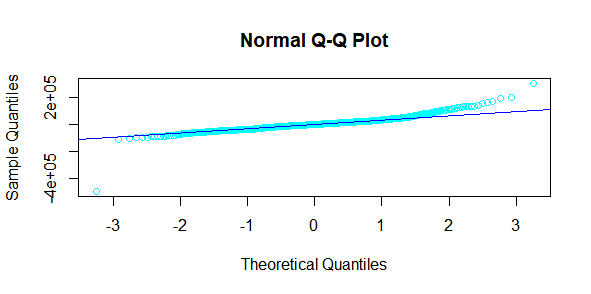 Normal Q-Q Plot
Sample Quantiles
2e+05
-4e+05
-3 -2 -1 0 1 2 3
Theoretical Quantiles